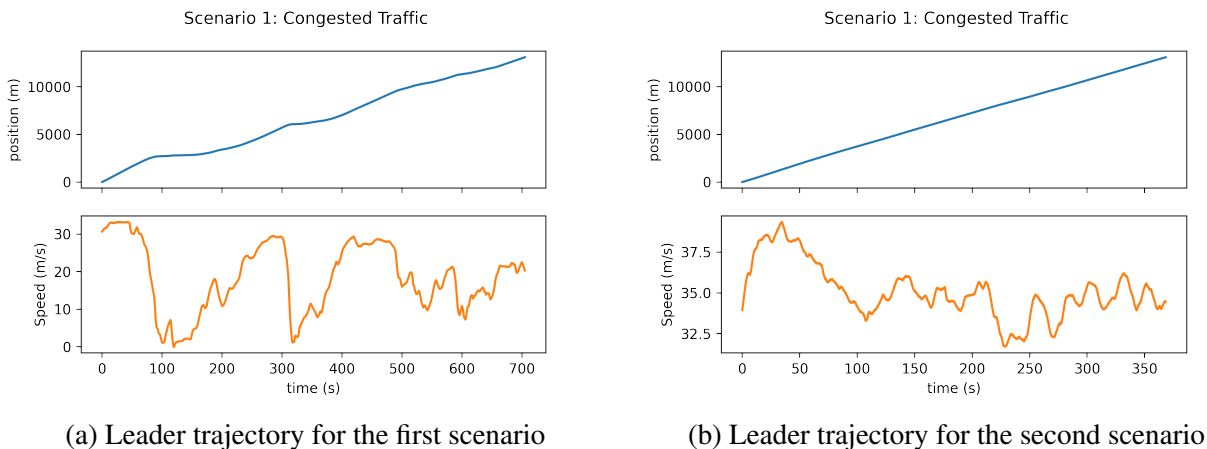 Scenario 1: Congested Traffic
position (m)
10000
5000
0
Speed (m/s)
30
20
10
0
0 100 200 300 400 500 600 700
time (s)
(a) Leader trajectory for the first scenario
Scenario 1: Congested Traffic
position (m)
10000
5000
0
Speed (m/s)
37.5
35.0
32.5
0 50 100 150 200 250 300 350
time (s)
(b) Leader trajectory for the second scenario